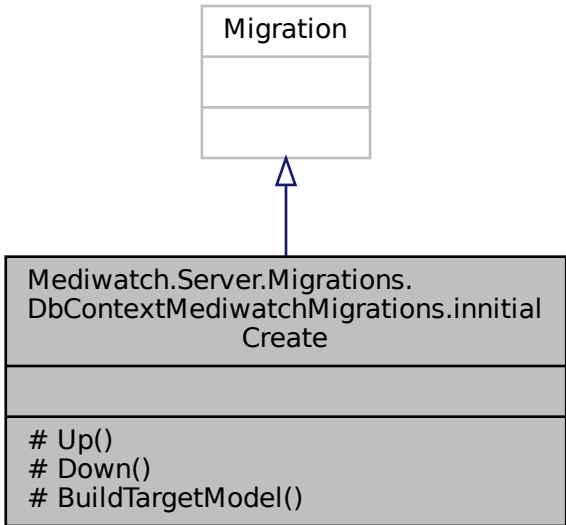 Migration
Mediwatch.Server.Migrations.
DbContextMediwatchMigrations.innitial
Create
# Up()
# Down()
# BuildTargetModel()